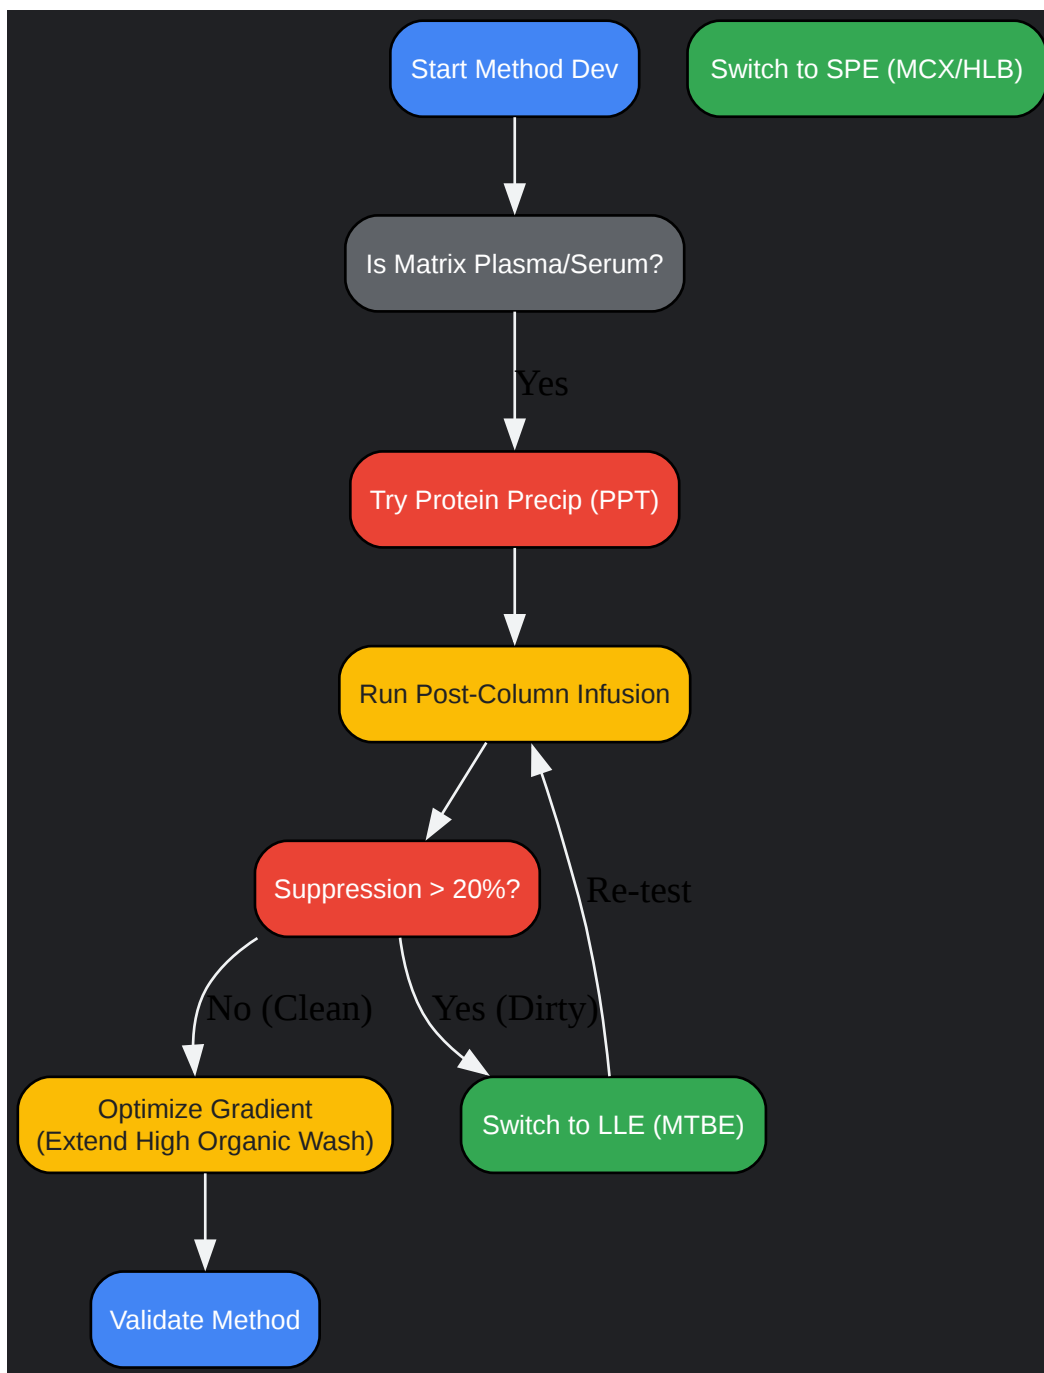 Start Method Dev
Switch to SPE (MCX/HLB)
Is Matrix Plasma/Serum?
Yes
Try Protein Precip (PPT)
Run Post-Column Infusion
Suppression > 20%?
Re-test
No (Clean)
Yes (Dirty)
Optimize Gradient
(Extend High Organic Wash)
Switch to LLE (MTBE)
Validate Method